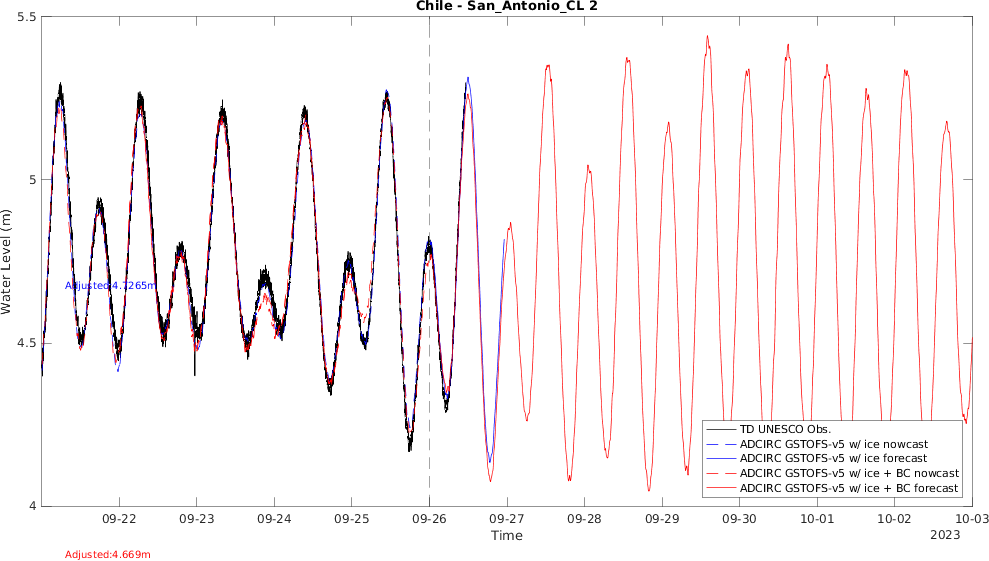 Chile - San_Antonio_CL 2
5.5
5
4.5
4
Water Level (m)
Adjusted:4.7265m
TD UNESCO Obs.
ADCIRC GSTOFS-v5 w/ ice nowcast
ADCIRC GSTOFS-v5 w/ ice forecast
ADCIRC GSTOFS-v5 w/ ice + BC nowcast
ADCIRC GSTOFS-v5 w/ ice + BC forecast
09-22 09-23 09-24 09-25 09-26 09-27 09-28 09-29 09-30 10-01 10-02 10-03
Time
2023
Adjusted:4.669m